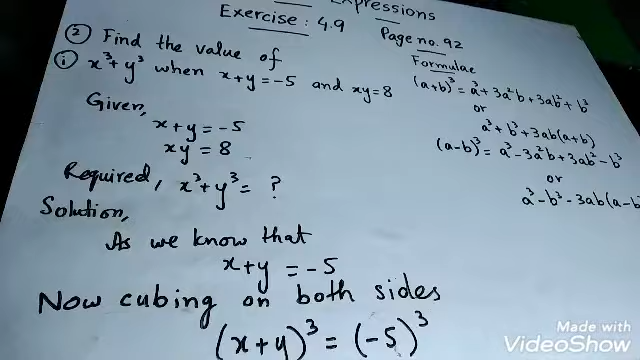 Expressions
Exercise : 4.9
Page no. 92
② Find the value of
ⓘ x³+y³ when x+y=-5 and xy=8
Given,
x+y=-5
xy=8
Required, x³+y³= ?
Solution,
As we know that
x+y=-5
Now cubing on both sides
(x+y)³=(-5)³
Formulae
(a+b)³=a³+3a²b+3ab²+b³
or
a³+b³+3ab(a+b)
(a-b)³=a³-3a²b+3ab²-b³
or
a³-b³-3ab(a-b
Made with
VideoShow